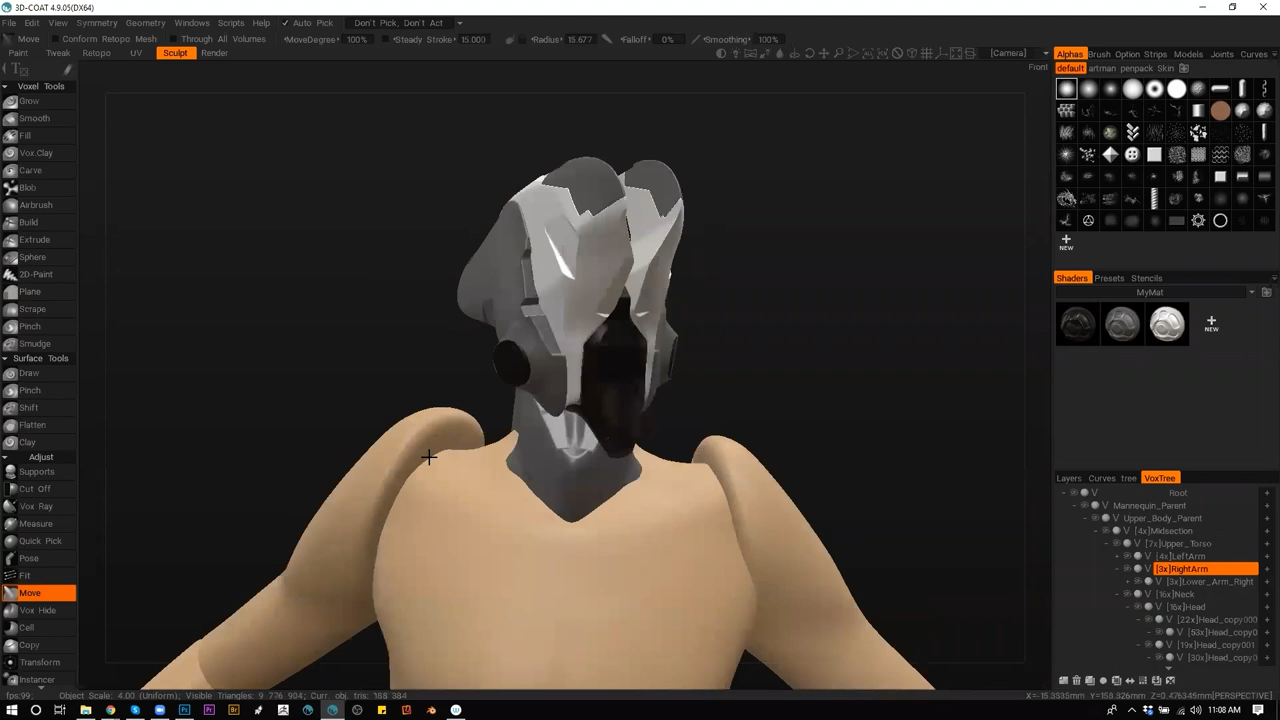 3D-COAT 4.9.05(DX64)
File Edit View Symmetry Geometry Windows Scripts Help Auto Pick Don't Pick, Don't Act
Move Conform Retopo Mesh Through All Volumes MoveDegree: 100% Steady Stroke: 15.000 Radius: 15.677 Falloff: 0% Smoothing: 100%
Paint Tweak Retopo UV Sculpt Render [Camera] Alphas Brush Option Strips Models Joints Curves
Front default artman penpack Skin
T
Voxel Tools
Grow
Smooth
Fill
Vox.Clay
Carve
Blob
Airbrush
Build
Extrude
Sphere
2D-Paint
Plane
Scrape
Pinch
Smudge
Surface Tools
Draw
Pinch
Shift
Flatten
Clay
Adjust
Supports
Cut Off
Vox Ray
Measure
Quick Pick
Pose
Fit
Move
Vox Hide
Cell
Copy
Transform
Instancer
NEW
Shaders Presets Stencils
MyMat
NEW
Layers Curves tree VoxTree
V Root
V Mannequin_Parent
V Upper_Body_Parent
V [4x]Midsection
V [7x]Upper_Torso
V [4x]LeftArm
V [3x]RightArm
V [3x]Lower_Arm_Right
V [16x]Neck
V [16x]Head
V [22x]Head_copy000
V [53x]Head_copy0
V [19x]Head_copy001
V [30x]Head_copy0
fps:99; Object Scale: 4.00 (Uniform); Visible Triangles: 9 776 904; Curr. obj. tris: 188 384
[PERSPECTIVE]
11:08 AM